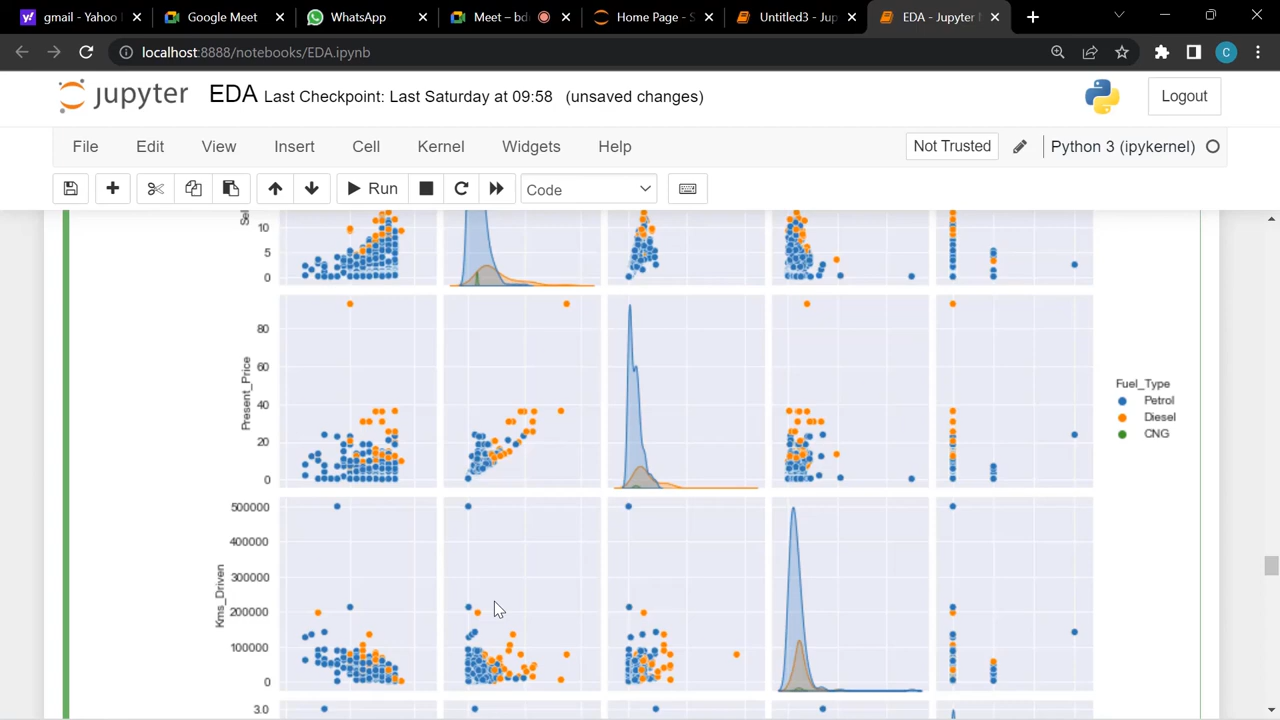 gmail - Yahoo
Google Meet
WhatsApp
Meet – bd
Home Page - S
Untitled3 - Jup
EDA - Jupyter
localhost:8888/notebooks/EDA.ipynb
C
jupyter EDA Last Checkpoint: Last Saturday at 09:58 (unsaved changes)
Logout
File Edit View Insert Cell Kernel Widgets Help
Not Trusted
Python 3 (ipykernel)
Run
Code
Sel
10
5
0
Present_Price
80
60
40
20
0
Fuel_Type
Petrol
Diesel
CNG
Kms_Driven
500000
400000
300000
200000
100000
0
3.0